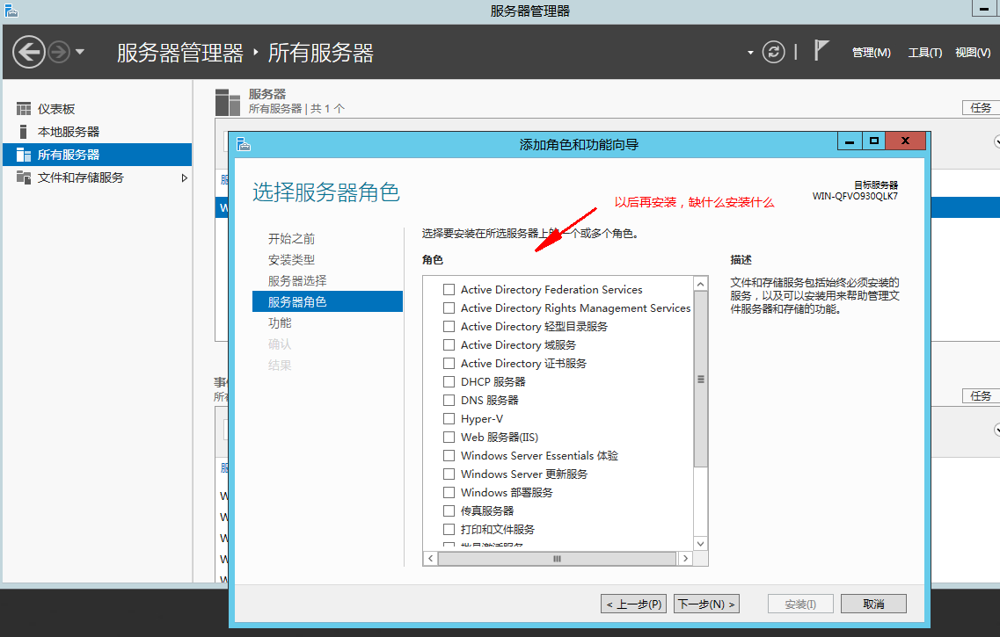 服务器管理器
服务器管理器 · 所有服务器
管理(M) 工具(T) 视图(V)
仪表板
本地服务器
所有服务器
文件和存储服务
服务器
所有服务器 | 共 1 个
任务
添加角色和功能向导
选择服务器角色
目标服务器
WIN-QFVO930QLK7
以后再安装，缺什么安装什么
开始之前
安装类型
服务器选择
服务器角色
功能
确认
结果
选择要安装在所选服务器上的一个或多个角色。
角色
Active Directory Federation Services
Active Directory Rights Management Services
Active Directory 轻型目录服务
Active Directory 域服务
Active Directory 证书服务
DHCP 服务器
DNS 服务器
Hyper-V
Web 服务器(IIS)
Windows Server Essentials 体验
Windows Server 更新服务
Windows 部署服务
传真服务器
打印和文件服务
描述
文件和存储服务包括始终必须安装的
服务，以及可以安装用来帮助管理文
件服务器和存储的功能。
任务
< 上一步(P) 下一步(N) > 安装(I) 取消